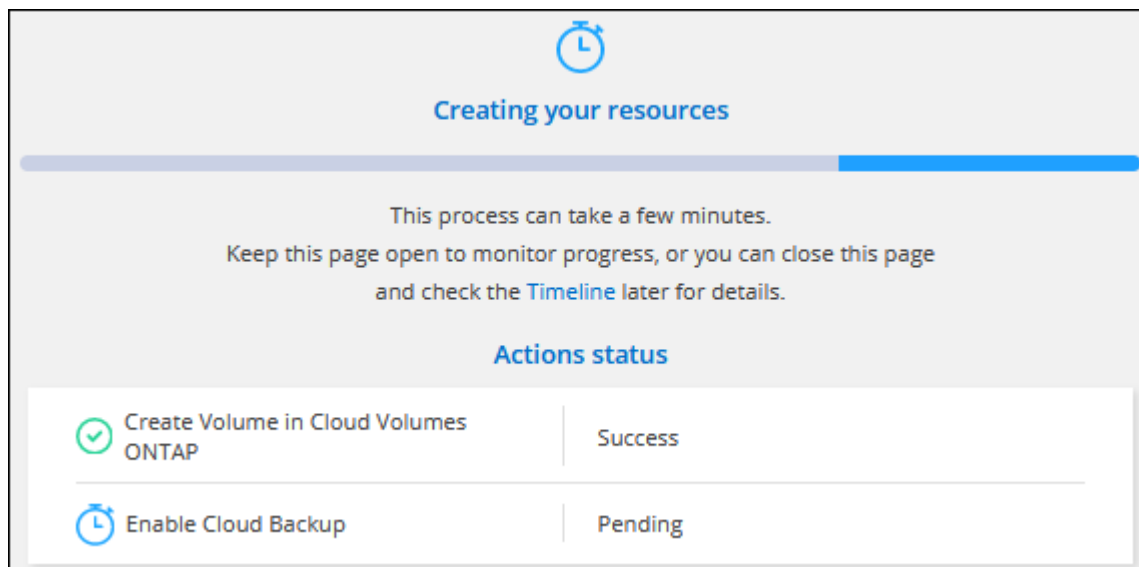 Creating your resources
This process can take a few minutes.
Keep this page open to monitor progress, or you can close this page
and check the Timeline later for details.
Actions status
Create Volume in Cloud Volumes
ONTAP
Success
Enable Cloud Backup
Pending